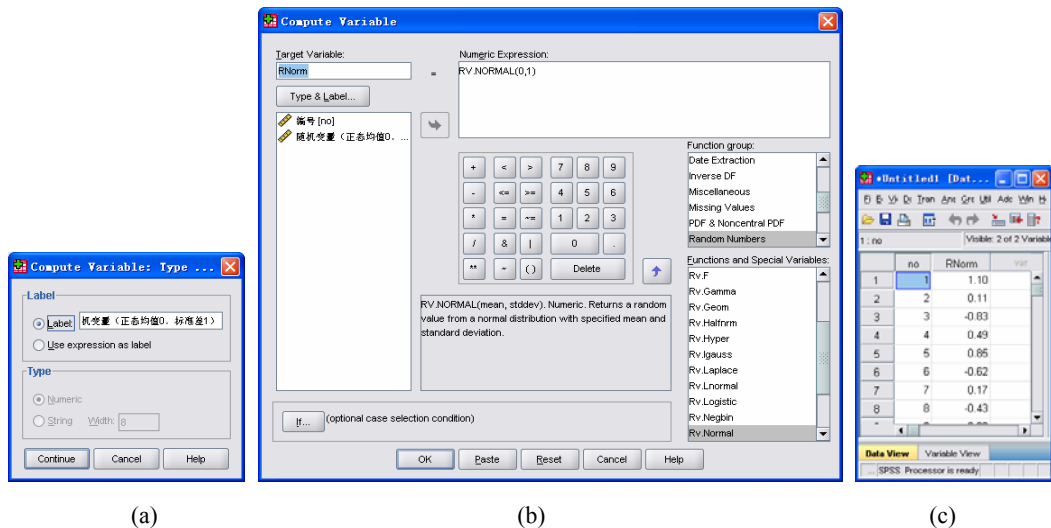 Compute Variable: Type ...
Label
Label: 机变量（正态均值0．标准差1）
Use expression as label
Type
Numeric
String Width: 8
Continue Cancel Help
(a)
Compute Variable
Target Variable:
RNorm
=
Numeric Expression:
RV.NORMAL(0,1)
Type & Label...
编号 [no]
随机变量（正态均值0．...
+ < > 7 8 9
- <= >= 4 5 6
* = ~= 1 2 3
/ & | 0 .
** ~ () Delete
RV.NORMAL(mean, stddev). Numeric. Returns a random
value from a normal distribution with specified mean and
standard deviation.
Function group:
Date Extraction
Inverse DF
Miscellaneous
Missing Values
PDF & Noncentral PDF
Random Numbers
Functions and Special Variables:
Rv.F
Rv.Gamma
Rv.Geom
Rv.Halfnrm
Rv.Hyper
Rv.Igauss
Rv.Laplace
Rv.Lnormal
Rv.Logistic
Rv.Negbin
Rv.Normal
If... (optional case selection condition)
OK Paste Reset Cancel Help
(b)
*Untitled1 [Dat...
1 : no Visible: 2 of 2 Variabl
no RNorm var
1 1 1.10
2 2 0.11
3 3 -0.83
4 4 0.49
5 5 0.85
6 6 -0.62
7 7 0.17
8 8 -0.43
Data View Variable View
... SPSS Processor is ready
(c)